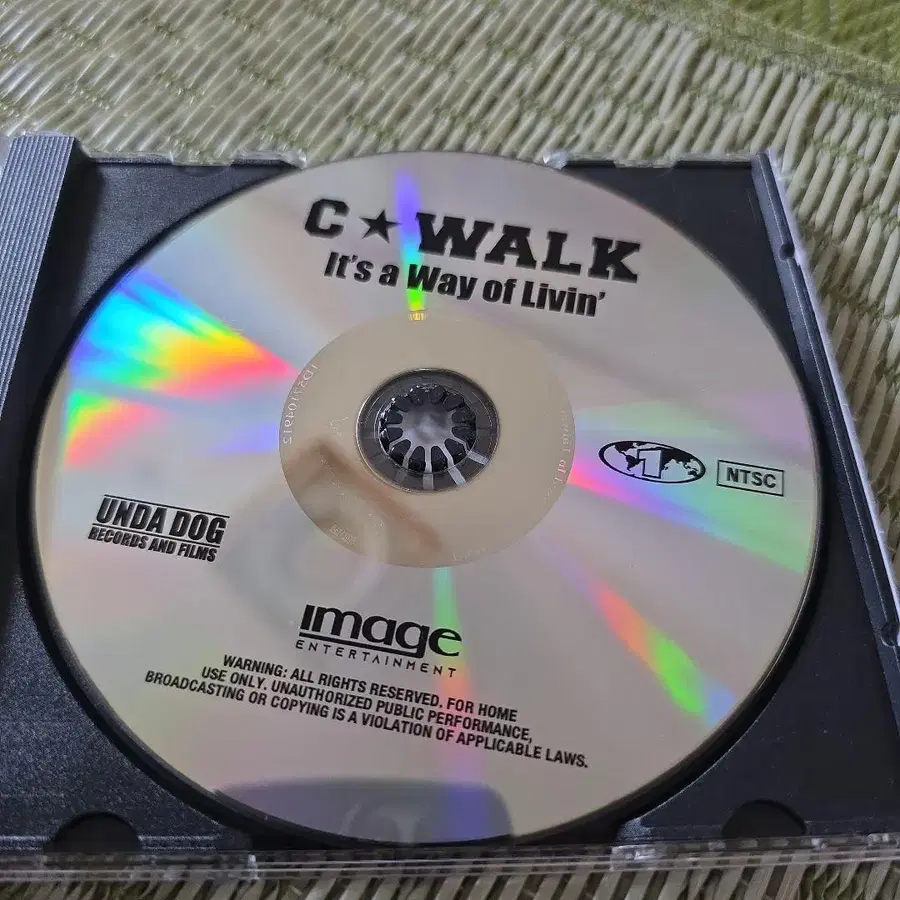 C★WALK
It's a Way of Livin'
1
NTSC
UNDA DOG
RECORDS AND FILMS
image
ENTERTAINMENT
WARNING: ALL RIGHTS RESERVED. FOR HOME
USE ONLY. UNAUTHORIZED PUBLIC PERFORMANCE,
BROADCASTING OR COPYING IS A VIOLATION OF APPLICABLE LAWS.